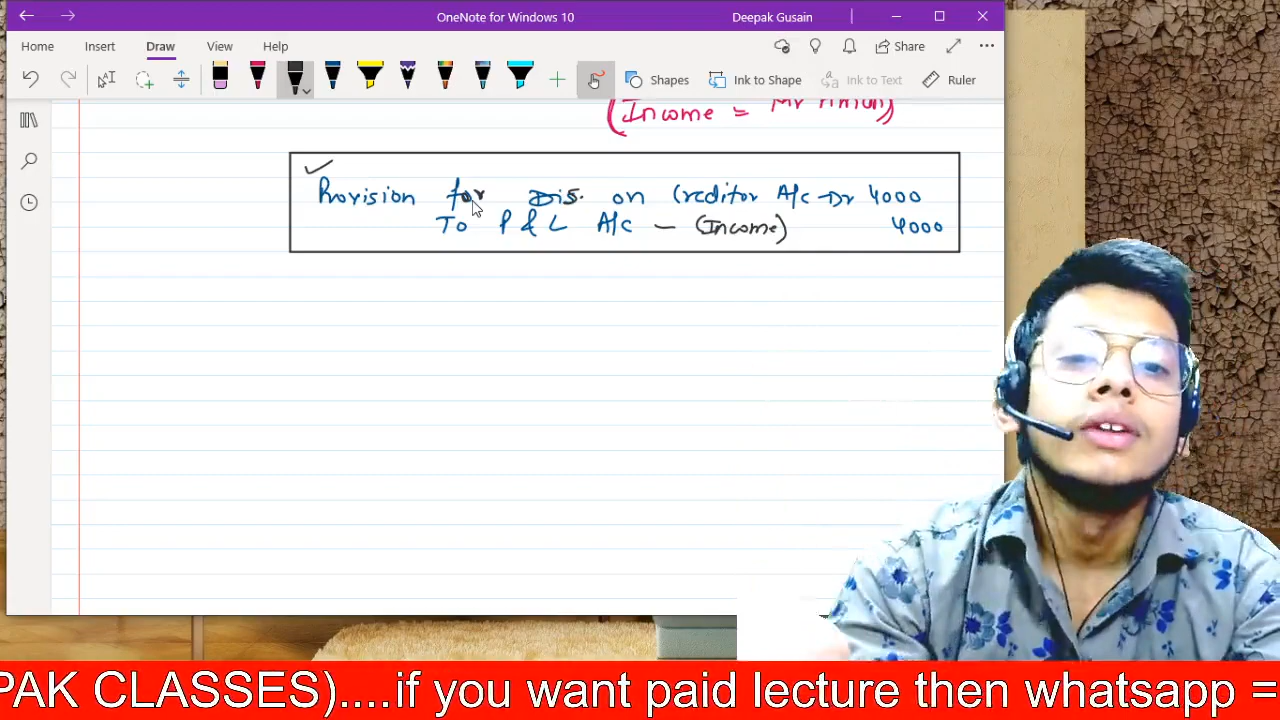 OneNote for Windows 10
Deepak Gusain
Home Insert Draw View Help
Share
Shapes Ink to Shape Ink to Text Ruler
(Income =
Provision for Dis. on Creditor A/c Dr 4000
To P & L A/c — (Income) 4000
PAK CLASSES)....if you want paid lecture then whatsapp =